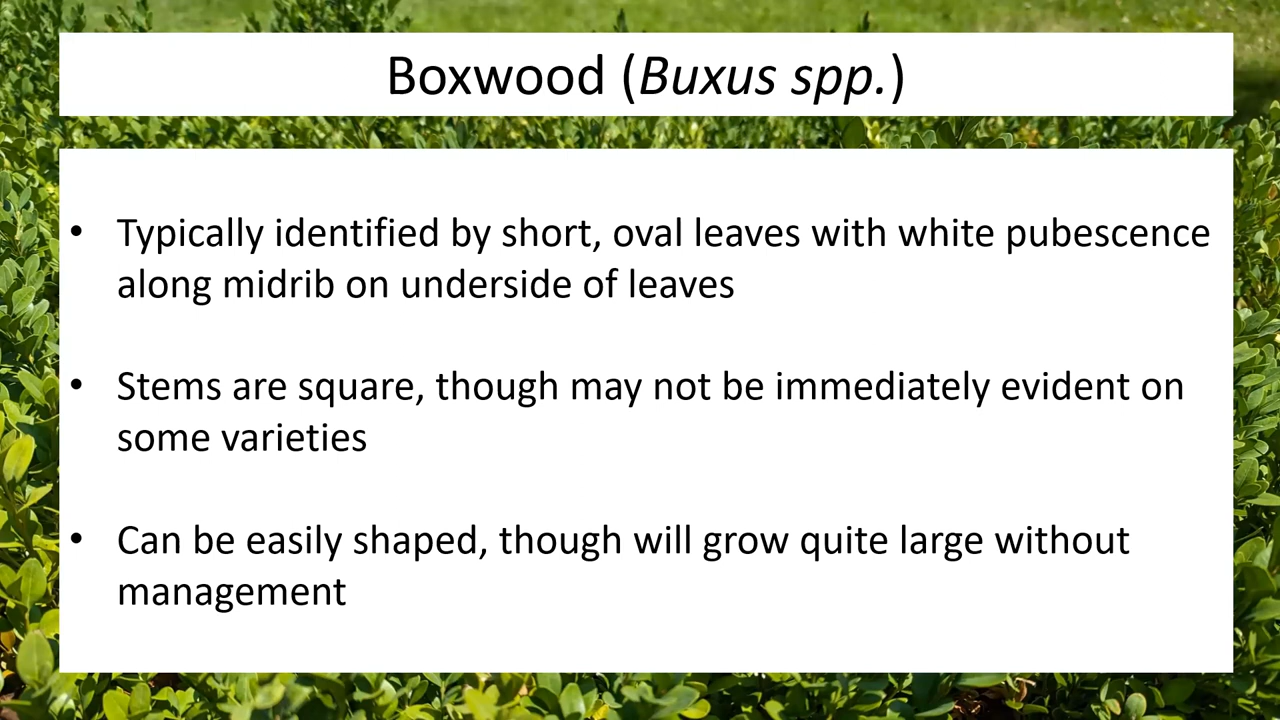 Boxwood (Buxus spp.)
• Typically identified by short, oval leaves with white pubescence
along midrib on underside of leaves
• Stems are square, though may not be immediately evident on
some varieties
• Can be easily shaped, though will grow quite large without
management